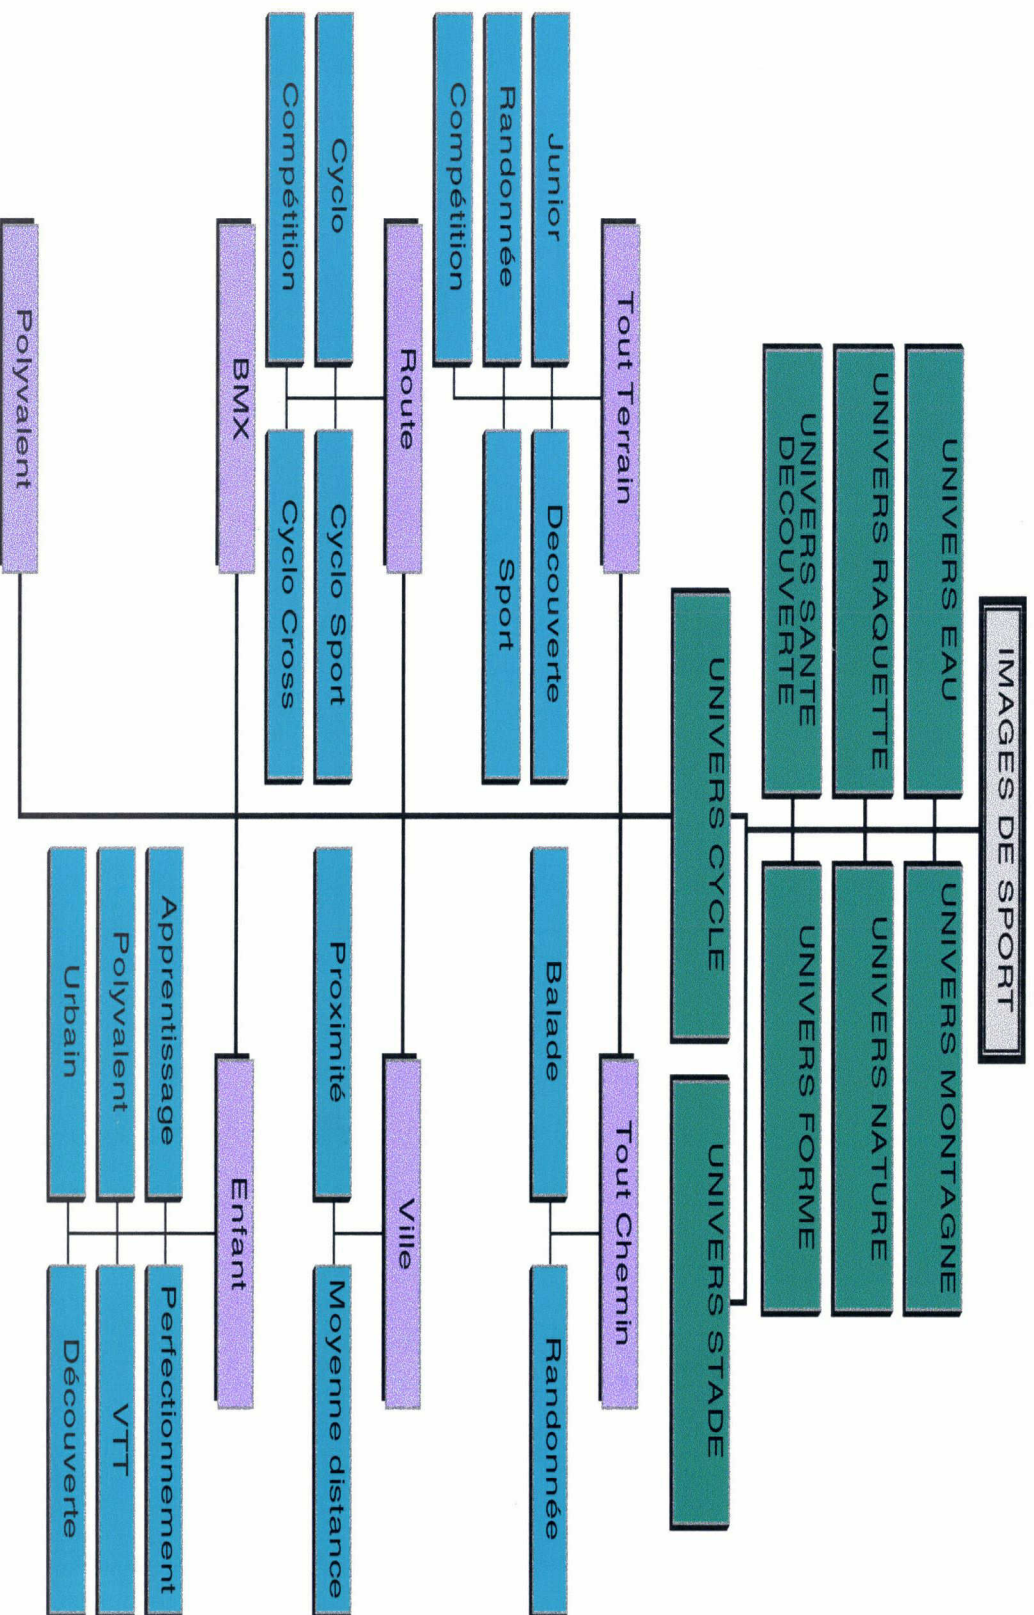 IMAGES DE SPORT
UNIVERS EAU
UNIVERS MONTAGNE
UNIVERS RAQUETTE
UNIVERS NATURE
UNIVERS SANTE
DECOUVERTE
UNIVERS FORME
UNIVERS CYCLE
UNIVERS STADE
Tout Terrain
Tout Chemin
Junior
Decouverte
Balade
Randonnée
Randonnée
Sport
Compétition
Route
Ville
Cyclo
Cyclo Sport
Proximité
Moyenne distance
Compétition
Cyclo Cross
BMX
Enfant
Apprentissage
Perfectionnement
Polyvalent
VTT
Urbain
Découverte
Polyvalent